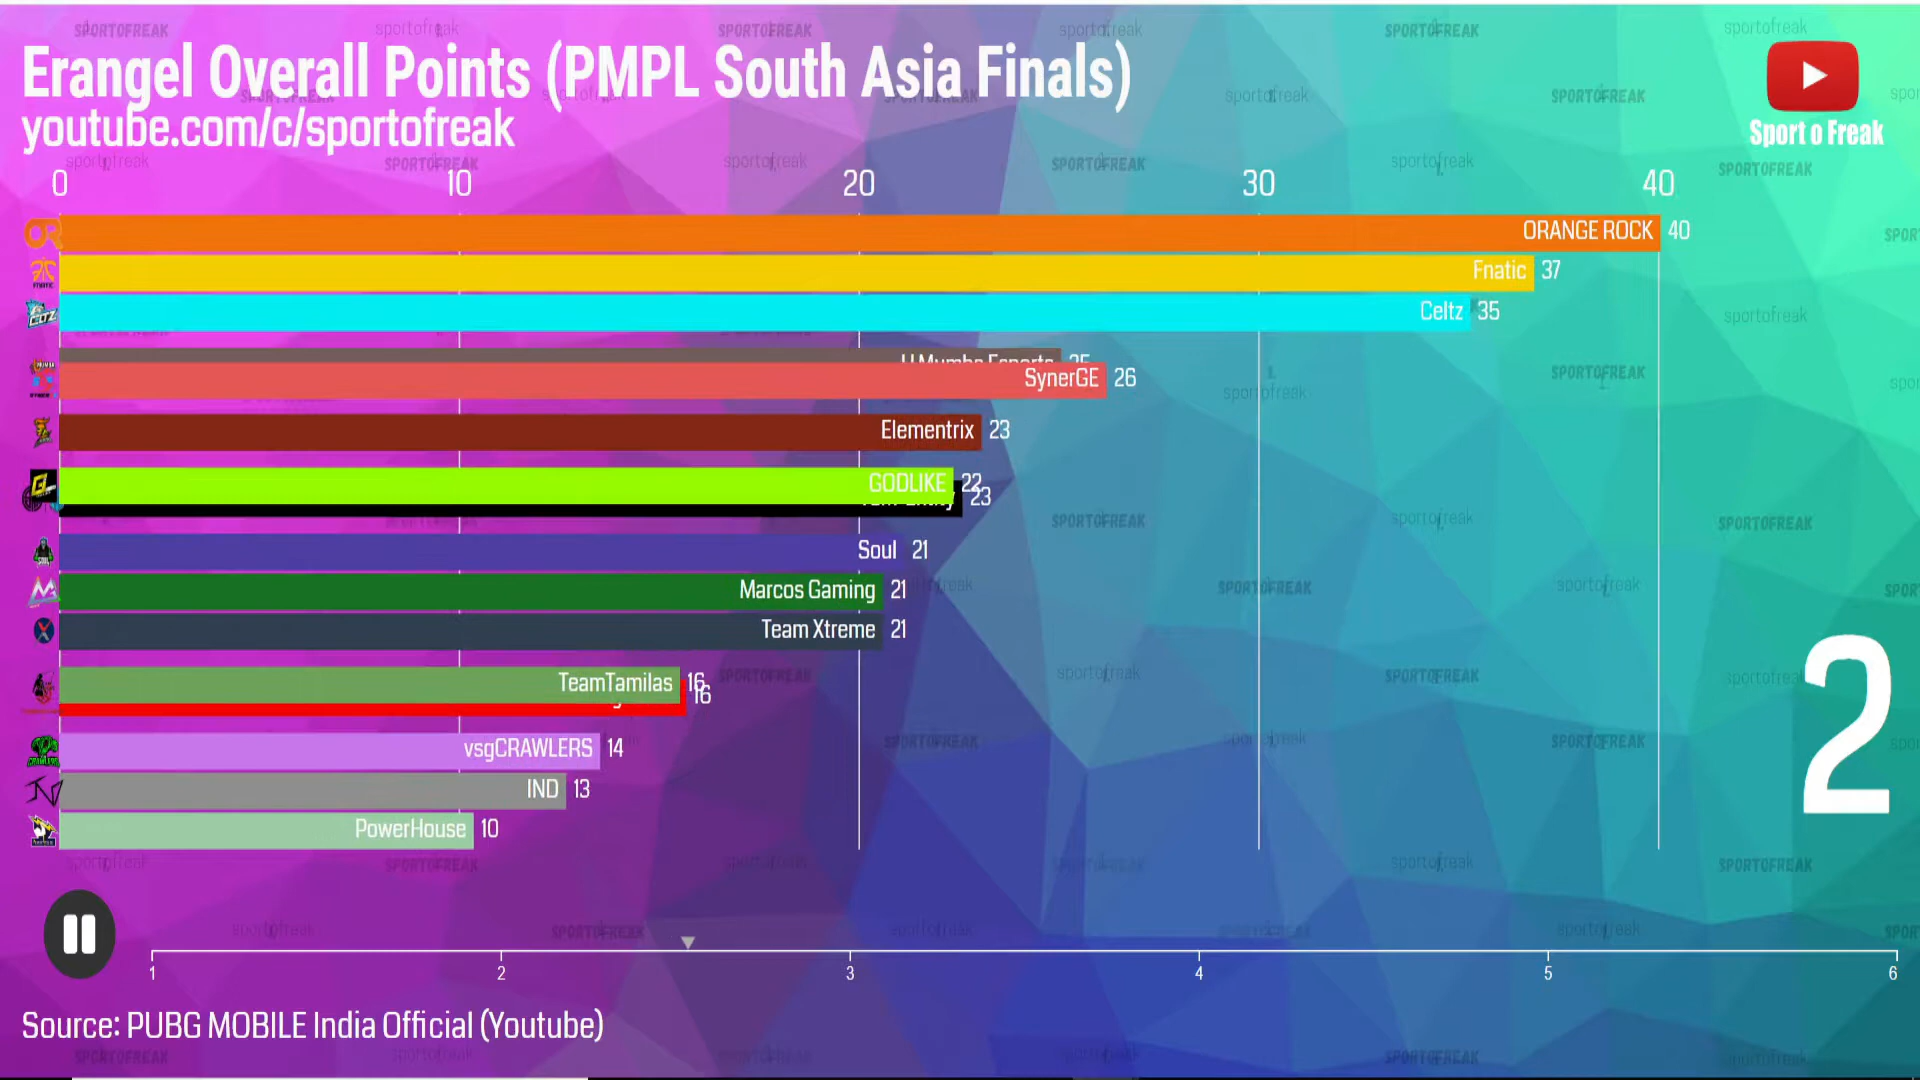 Erangel Overall Points (PMPL South Asia Finals)
youtube.com/c/sportofreak
Sport o Freak
0 10 20 30 40
ORANGE ROCK 40
Fnatic 37
Celtz 35
SynerGE 26
Elementrix 23
GODLIKE 22
23
Soul 21
Marcos Gaming 21
Team Xtreme 21
TeamTamilas 16
16
vsgCRAWLERS 14
IND 13
PowerHouse 10
2
1 2 3 4 5 6
Source: PUBG MOBILE India Official (Youtube)